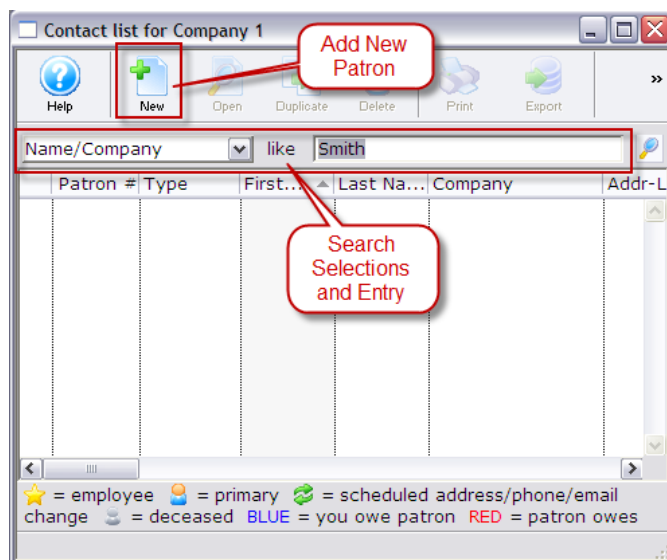 Contact list for Company 1
Add New
Patron
Help New Open Duplicate Delete Print Export »
Name/Company like Smith
Patron # Type First... Last Na... Company Addr-L
Search
Selections
and Entry
= employee = primary = scheduled address/phone/email
change = deceased BLUE = you owe patron RED = patron owes